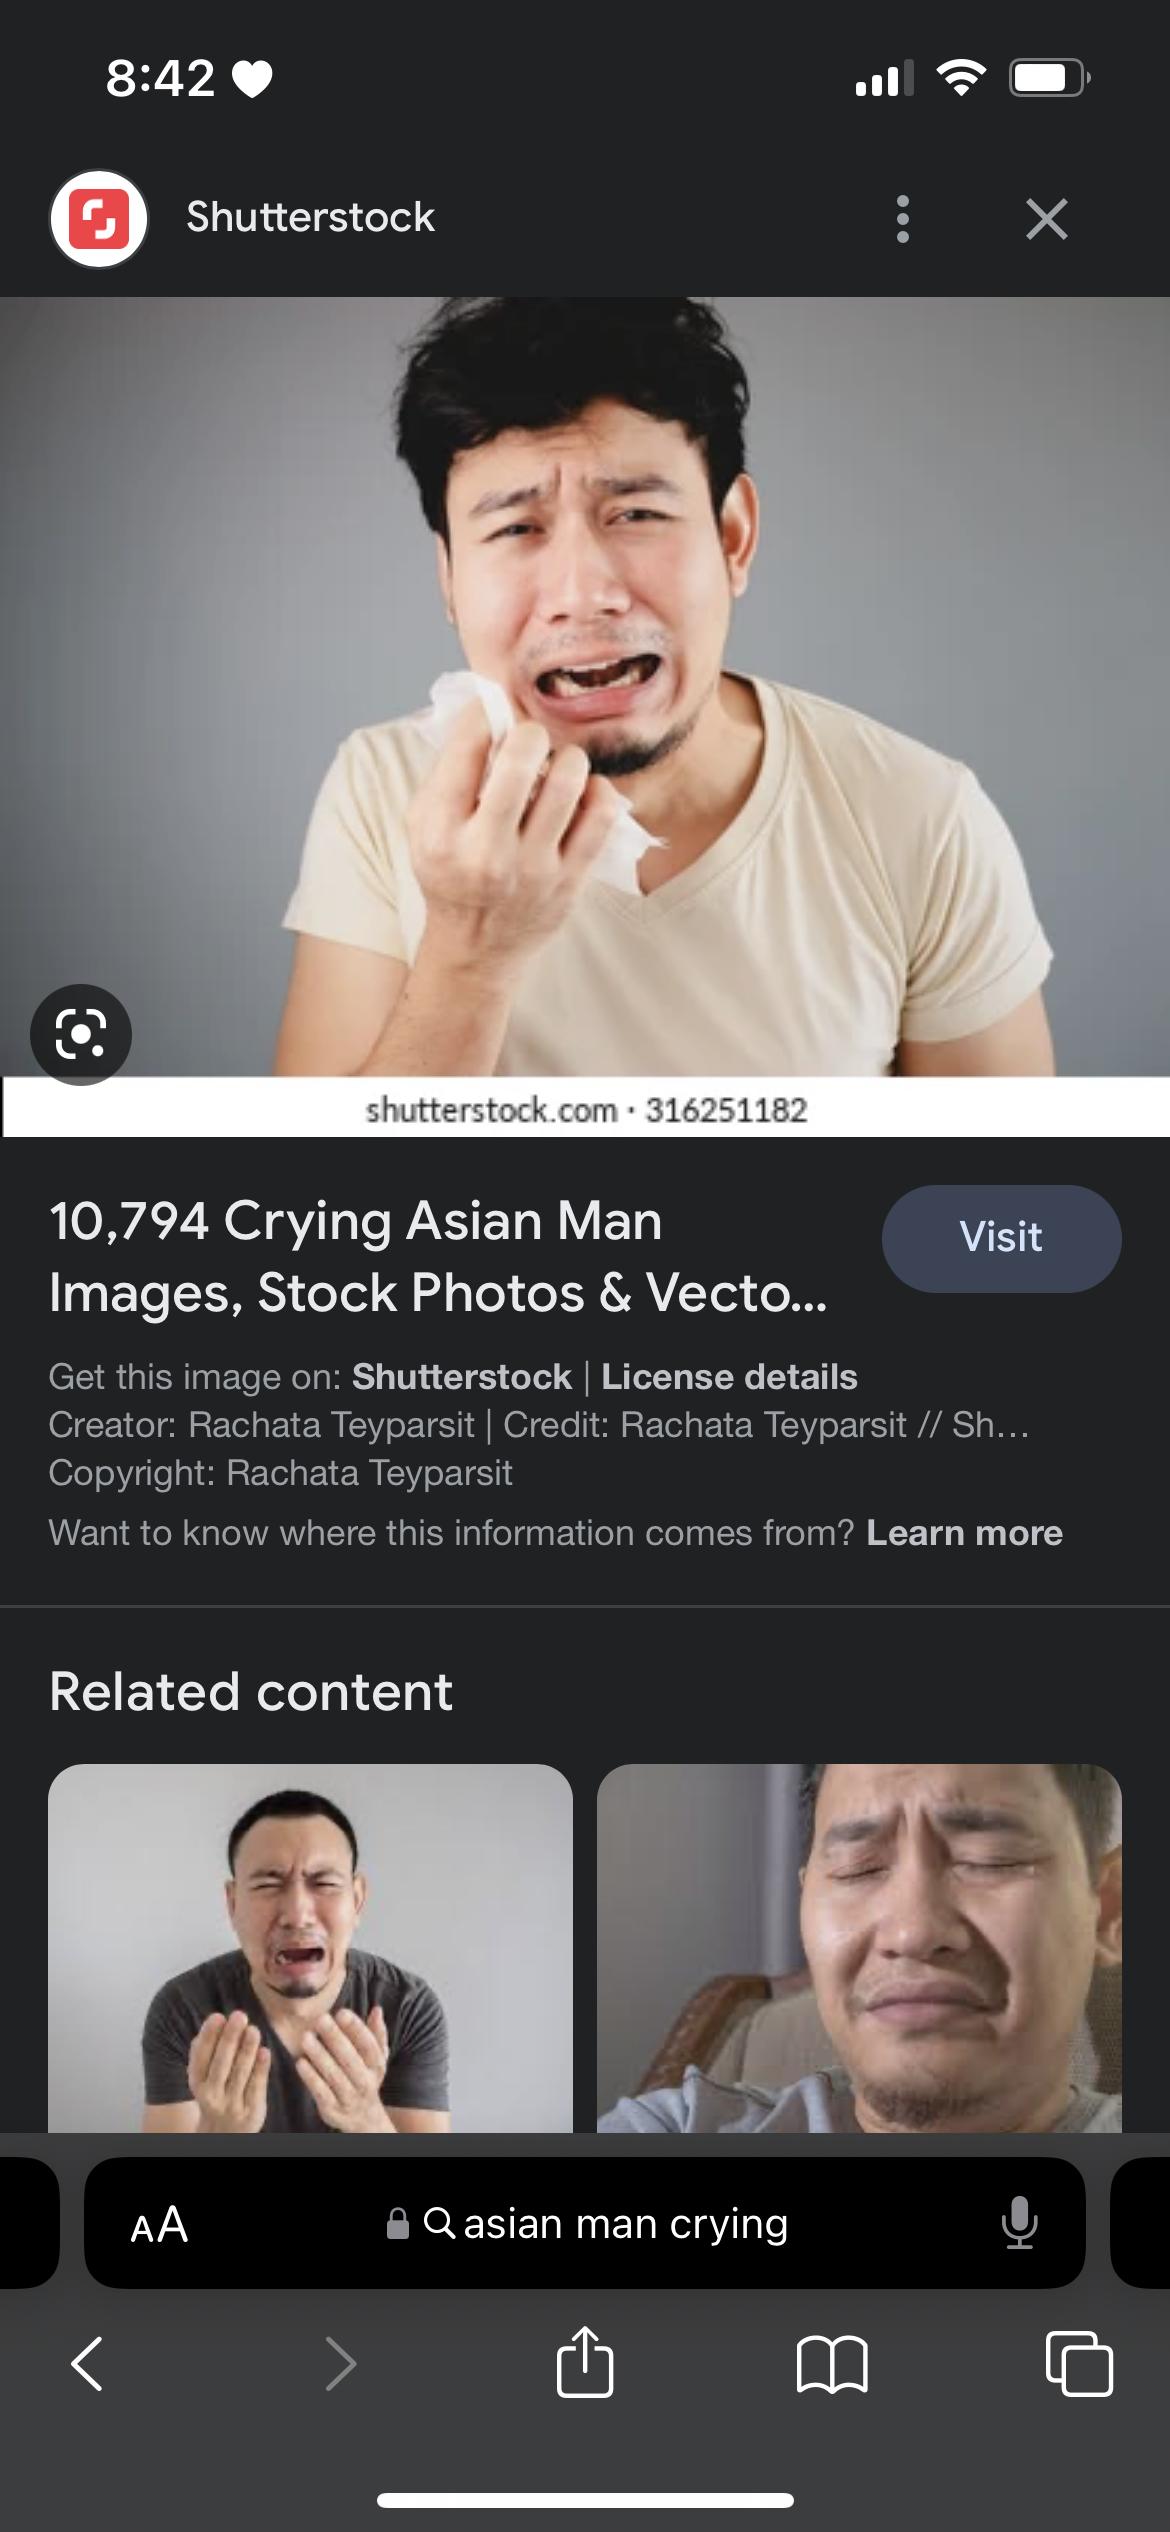 8:42
Shutterstock
shutterstock.com · 316251182
10,794 Crying Asian Man
Images, Stock Photos & Vecto...
Visit
Get this image on: Shutterstock | License details
Creator: Rachata Teyparsit | Credit: Rachata Teyparsit // Sh...
Copyright: Rachata Teyparsit
Want to know where this information comes from? Learn more
Related content
AA asian man crying